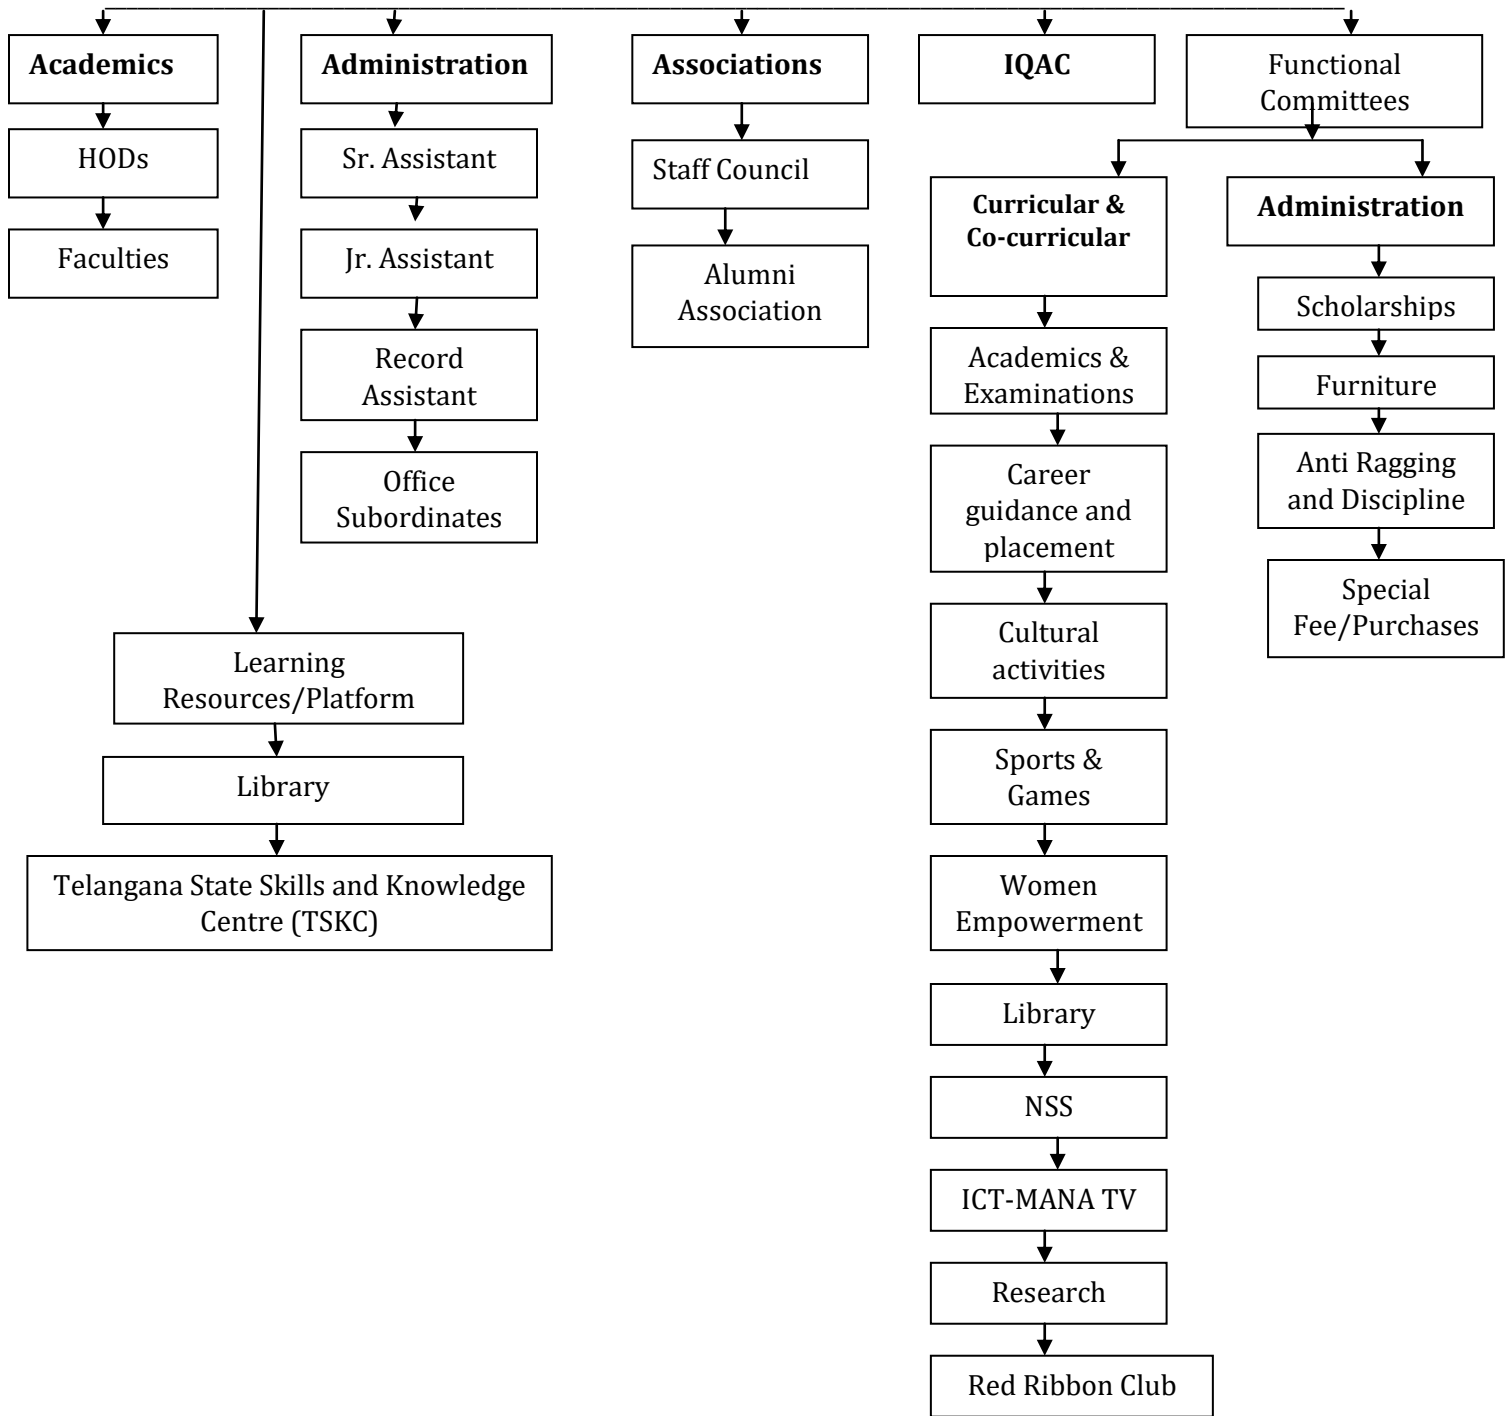 Academics
HODs
Faculties
Administration
Sr. Assistant
Jr. Assistant
Record
Assistant
Office
Subordinates
Learning
Resources/Platform
Library
Telangana State Skills and Knowledge
Centre (TSKC)
Associations
Staff Council
Alumni
Association
IQAC
Functional
Committees
Curricular &
Co-curricular
Academics &
Examinations
Career
guidance and
placement
Cultural
activities
Sports &
Games
Women
Empowerment
Library
NSS
ICT-MANA TV
Research
Red Ribbon Club
Administration
Scholarships
Furniture
Anti Ragging
and Discipline
Special
Fee/Purchases